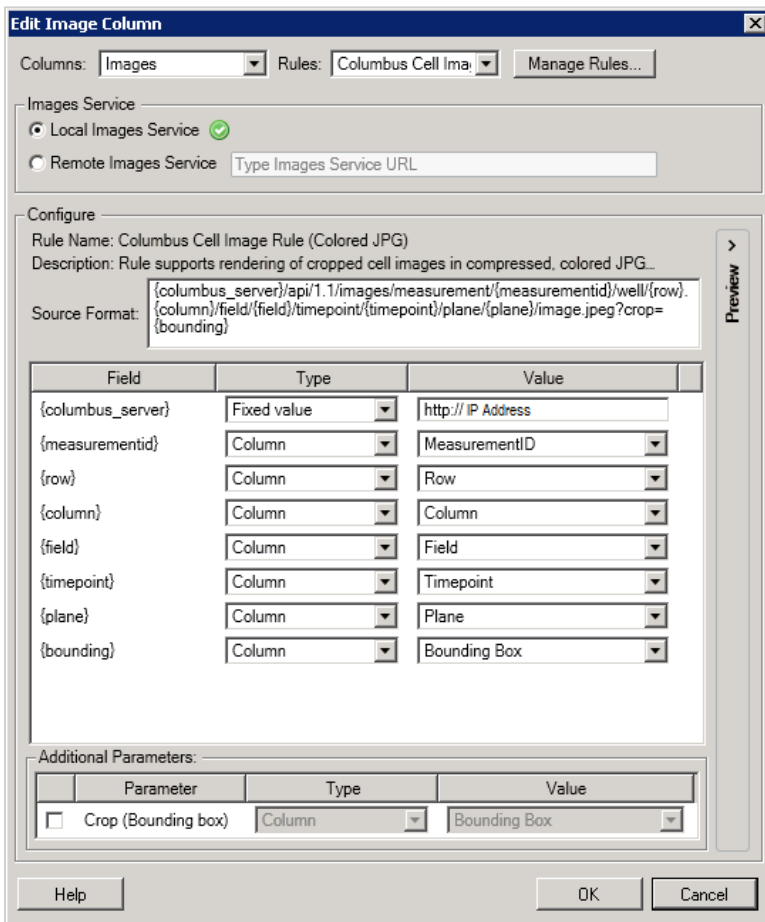 Edit Image Column
Columns: Images Rules: Columbus Cell Ima Manage Rules...
Images Service
Local Images Service
Remote Images Service Type Images Service URL
Configure
Rule Name: Columbus Cell Image Rule (Colored JPG)
Description: Rule supports rendering of cropped cell images in compressed, colored JPG...
Source Format: {columbus_server}/api/1.1/images/measurement/{measurementid}/well/{row}.
{column}/field/{field}/timepoint/{timepoint}/plane/{plane}/image.jpeg?crop=
{bounding}
> Preview
Field Type Value
{columbus_server} Fixed value http:// IP Address
{measurementid} Column MeasurementID
{row} Column Row
{column} Column Column
{field} Column Field
{timepoint} Column Timepoint
{plane} Column Plane
{bounding} Column Bounding Box
Additional Parameters:
Parameter Type Value
Crop (Bounding box) Column Bounding Box
Help OK Cancel